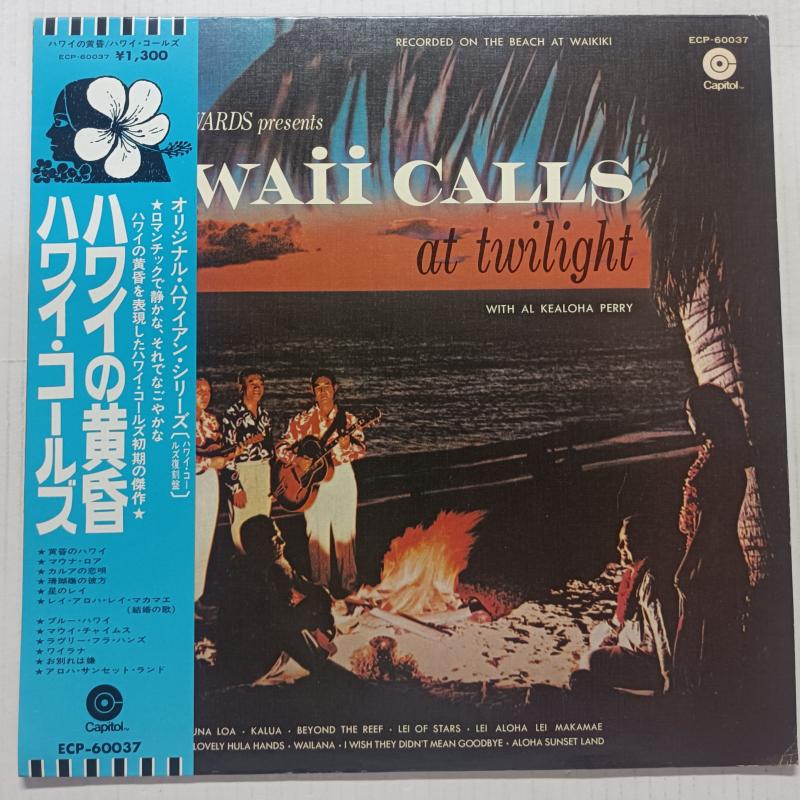 ハワイの黄昏/ハワイ・コールズ
ECP-60037 ¥1,300
オリジナル・ハワイアン・シリーズ〔ハワイ・コールズ復刻盤〕
★ロマンチックで静かな、それでなごやかな
ハワイの黄昏を表現したハワイ・コールズ初期の傑作★
ハワイの黄昏
ハワイ・コールズ
★黄昏のハワイ
★マウナ・ロア
★カルアの恋唄
★珊瑚礁の彼方
★星のレイ
★レイ・アロハ・レイ・マカマエ
(結婚の歌)
★ブルー・ハワイ
★マウイ・チャイムス
★ラヴリー・フラ・ハンズ
★ワイラナ
★お別れは嫌
★アロハ・サンセット・ランド
Capitol™
ECP-60037
RECORDED ON THE BEACH AT WAIKIKI
ECP-60037
Capitol™
WARDS presents
WAii CALLS
at twilight
WITH AL KEALOHA PERRY
UNA LOA · KALUA · BEYOND THE REEF · LEI OF STARS · LEI ALOHA LEI MAKAMAE
LOVELY HULA HANDS · WAILANA · I WISH THEY DIDN'T MEAN GOODBYE · ALOHA SUNSET LAND